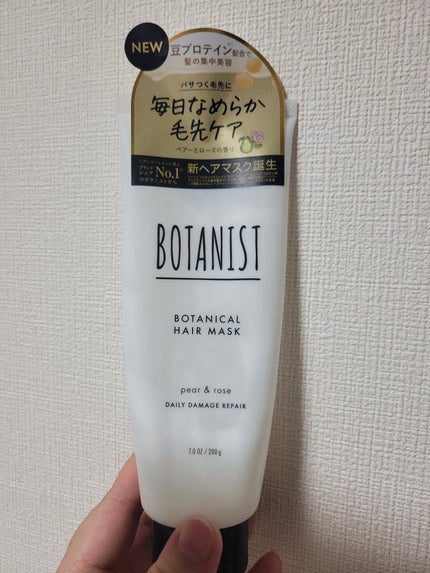 NEW
豆プロテイン配合で
髪の集中美容
パサつく毛先に
毎日なめらか
毛先ケア
ペアーとローズの香り
No.1
新ヘアマスク誕生
BOTANIST
BOTANICAL
HAIR MASK
pear & rose
DAILY DAMAGE REPAIR
7.0 OZ / 200g